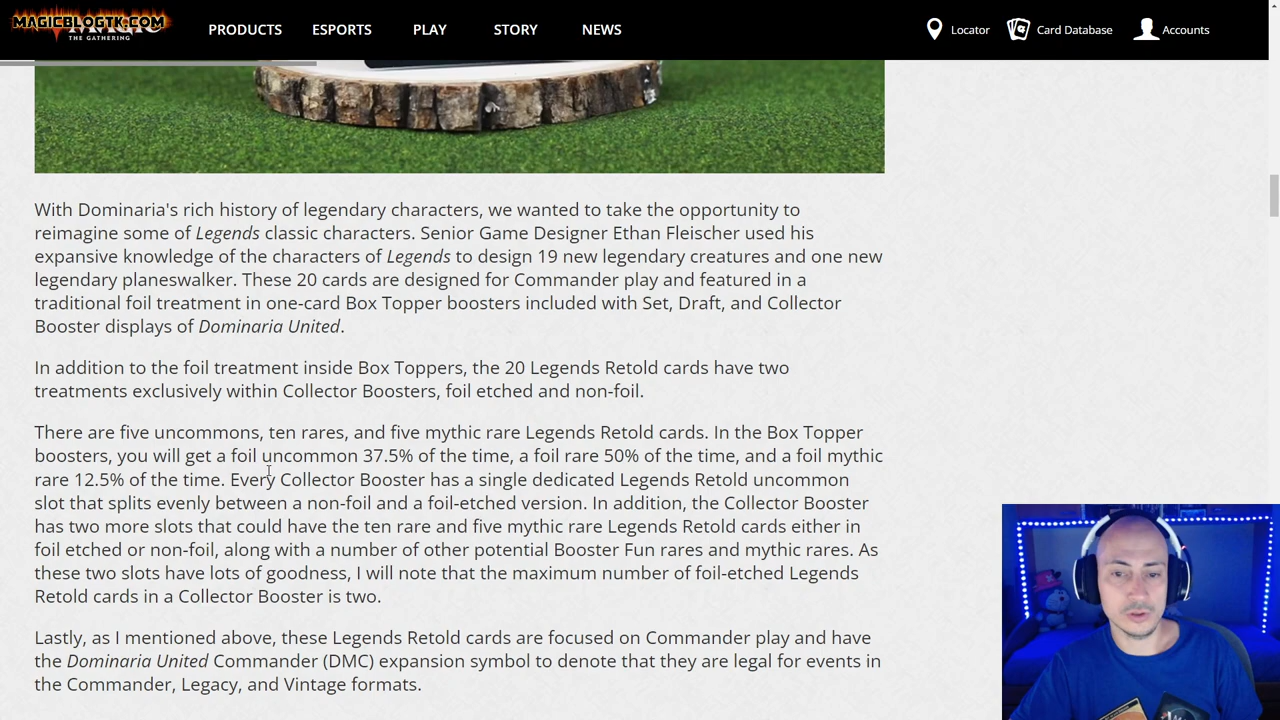 MAGICBLOGTK.COM
MAGIC
THE GATHERING
PRODUCTS ESPORTS PLAY STORY NEWS Locator Card Database Accounts
With Dominaria's rich history of legendary characters, we wanted to take the opportunity to
reimagine some of Legends classic characters. Senior Game Designer Ethan Fleischer used his
expansive knowledge of the characters of Legends to design 19 new legendary creatures and one new
legendary planeswalker. These 20 cards are designed for Commander play and featured in a
traditional foil treatment in one-card Box Topper boosters included with Set, Draft, and Collector
Booster displays of Dominaria United.
In addition to the foil treatment inside Box Toppers, the 20 Legends Retold cards have two
treatments exclusively within Collector Boosters, foil etched and non-foil.
There are five uncommons, ten rares, and five mythic rare Legends Retold cards. In the Box Topper
boosters, you will get a foil uncommon 37.5% of the time, a foil rare 50% of the time, and a foil mythic
rare 12.5% of the time. Every Collector Booster has a single dedicated Legends Retold uncommon
slot that splits evenly between a non-foil and a foil-etched version. In addition, the Collector Booster
has two more slots that could have the ten rare and five mythic rare Legends Retold cards either in
foil etched or non-foil, along with a number of other potential Booster Fun rares and mythic rares. As
these two slots have lots of goodness, I will note that the maximum number of foil-etched Legends
Retold cards in a Collector Booster is two.
Lastly, as I mentioned above, these Legends Retold cards are focused on Commander play and have
the Dominaria United Commander (DMC) expansion symbol to denote that they are legal for events in
the Commander, Legacy, and Vintage formats.